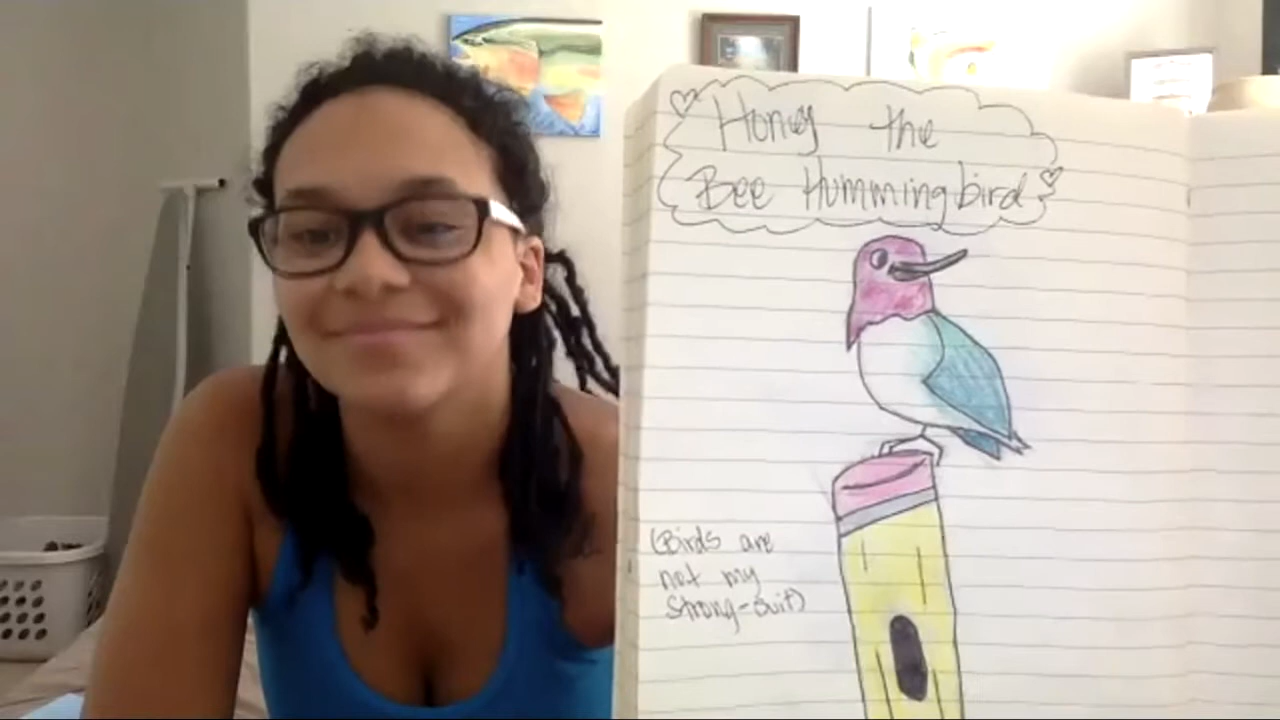 Honey the
Bee Hummingbird
(Birds are
not my
strong-suit)